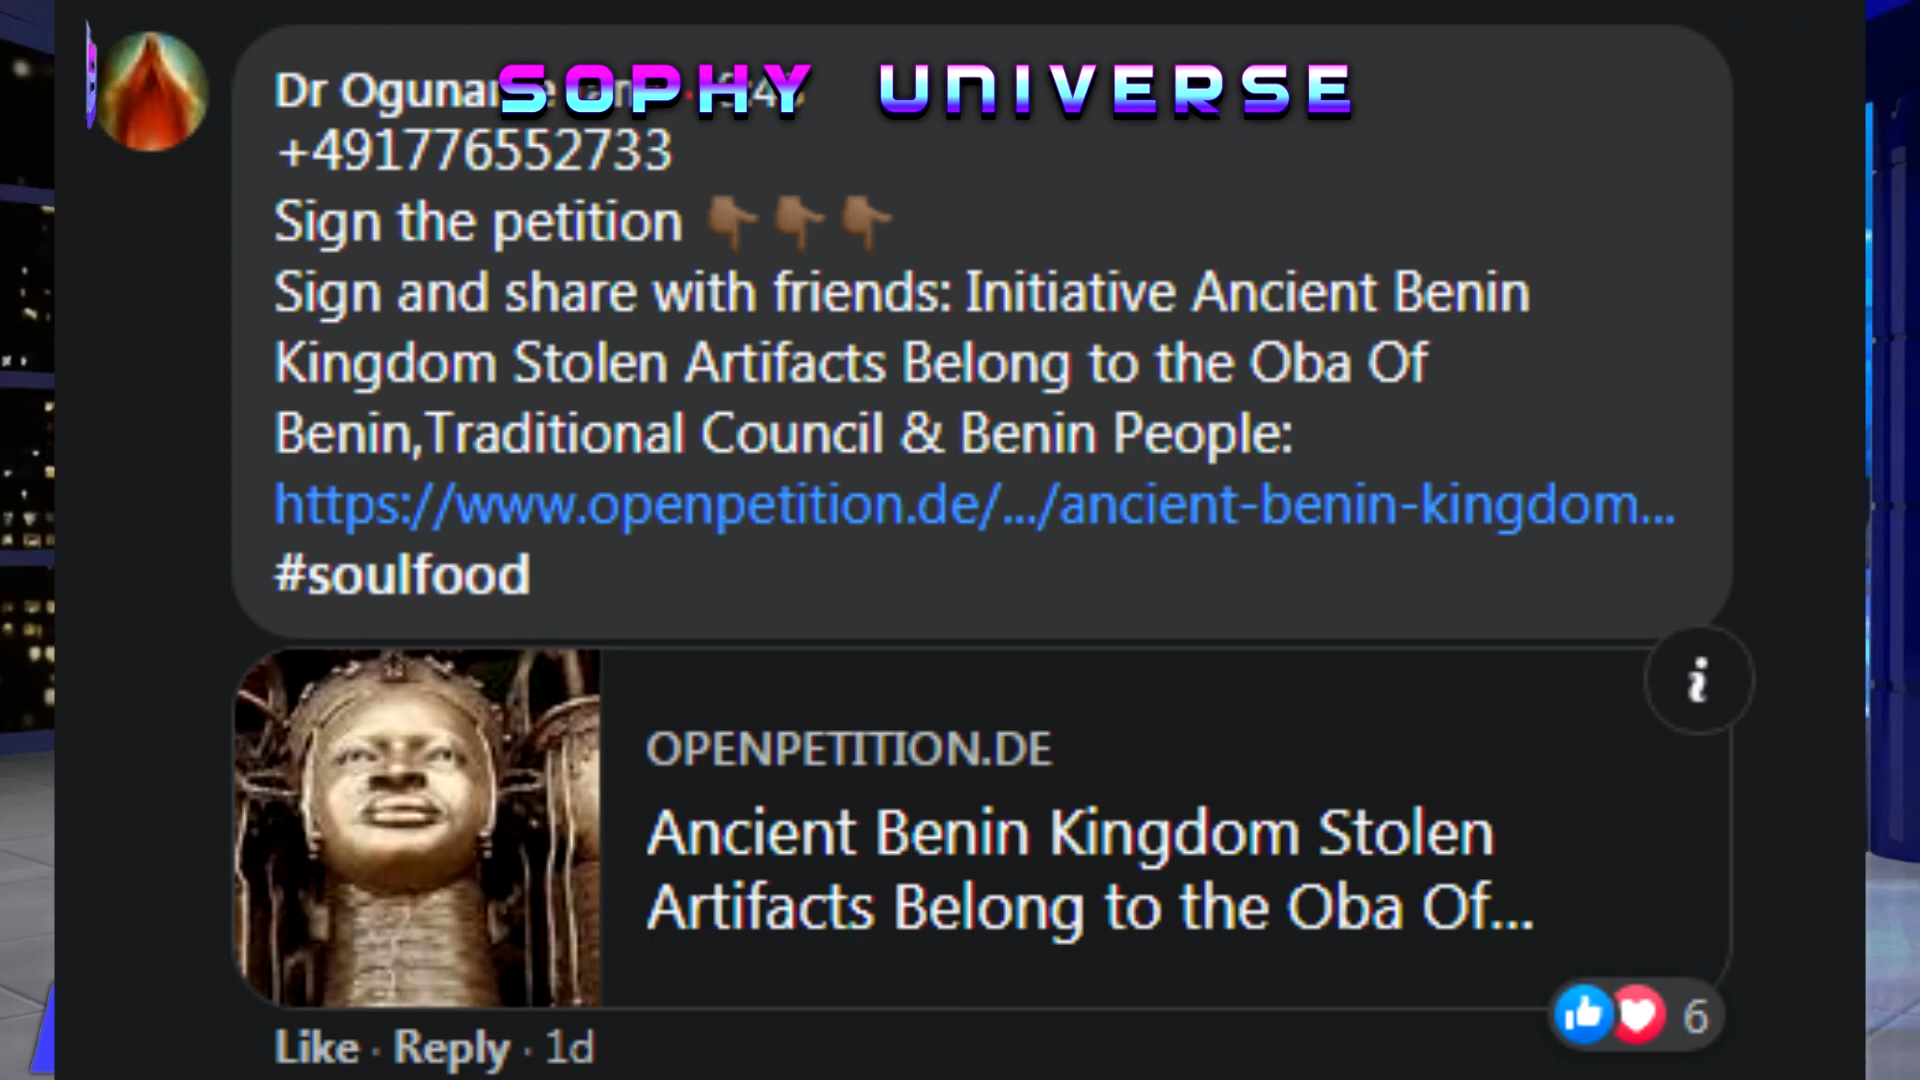 SOPHY UNIVERSE
Dr
+491776552733
Sign the petition 👇🏾👇🏾👇🏾
Sign and share with friends: Initiative Ancient Benin
Kingdom Stolen Artifacts Belong to the Oba Of
Benin,Traditional Council & Benin People:
https://www.openpetition.de/.../ancient-benin-kingdom...
#soulfood
OPENPETITION.DE
Ancient Benin Kingdom Stolen
Artifacts Belong to the Oba Of...
6
Like · Reply · 1d